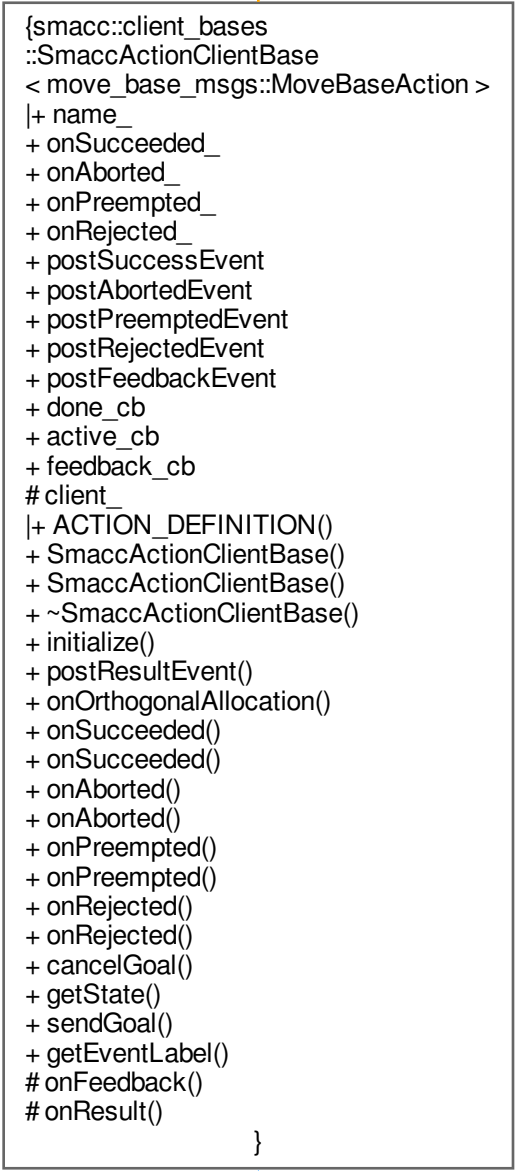 {smacc::client_bases
::SmaccActionClientBase
< move_base_msgs::MoveBaseAction >
|+ name_
+ onSucceeded_
+ onAborted_
+ onPreempted_
+ onRejected_
+ postSuccessEvent
+ postAbortedEvent
+ postPreemptedEvent
+ postRejectedEvent
+ postFeedbackEvent
+ done_cb
+ active_cb
+ feedback_cb
# client_
|+ ACTION_DEFINITION()
+ SmaccActionClientBase()
+ SmaccActionClientBase()
+ ~SmaccActionClientBase()
+ initialize()
+ postResultEvent()
+ onOrthogonalAllocation()
+ onSucceeded()
+ onSucceeded()
+ onAborted()
+ onAborted()
+ onPreempted()
+ onPreempted()
+ onRejected()
+ onRejected()
+ cancelGoal()
+ getState()
+ sendGoal()
+ getEventLabel()
# onFeedback()
# onResult()
}